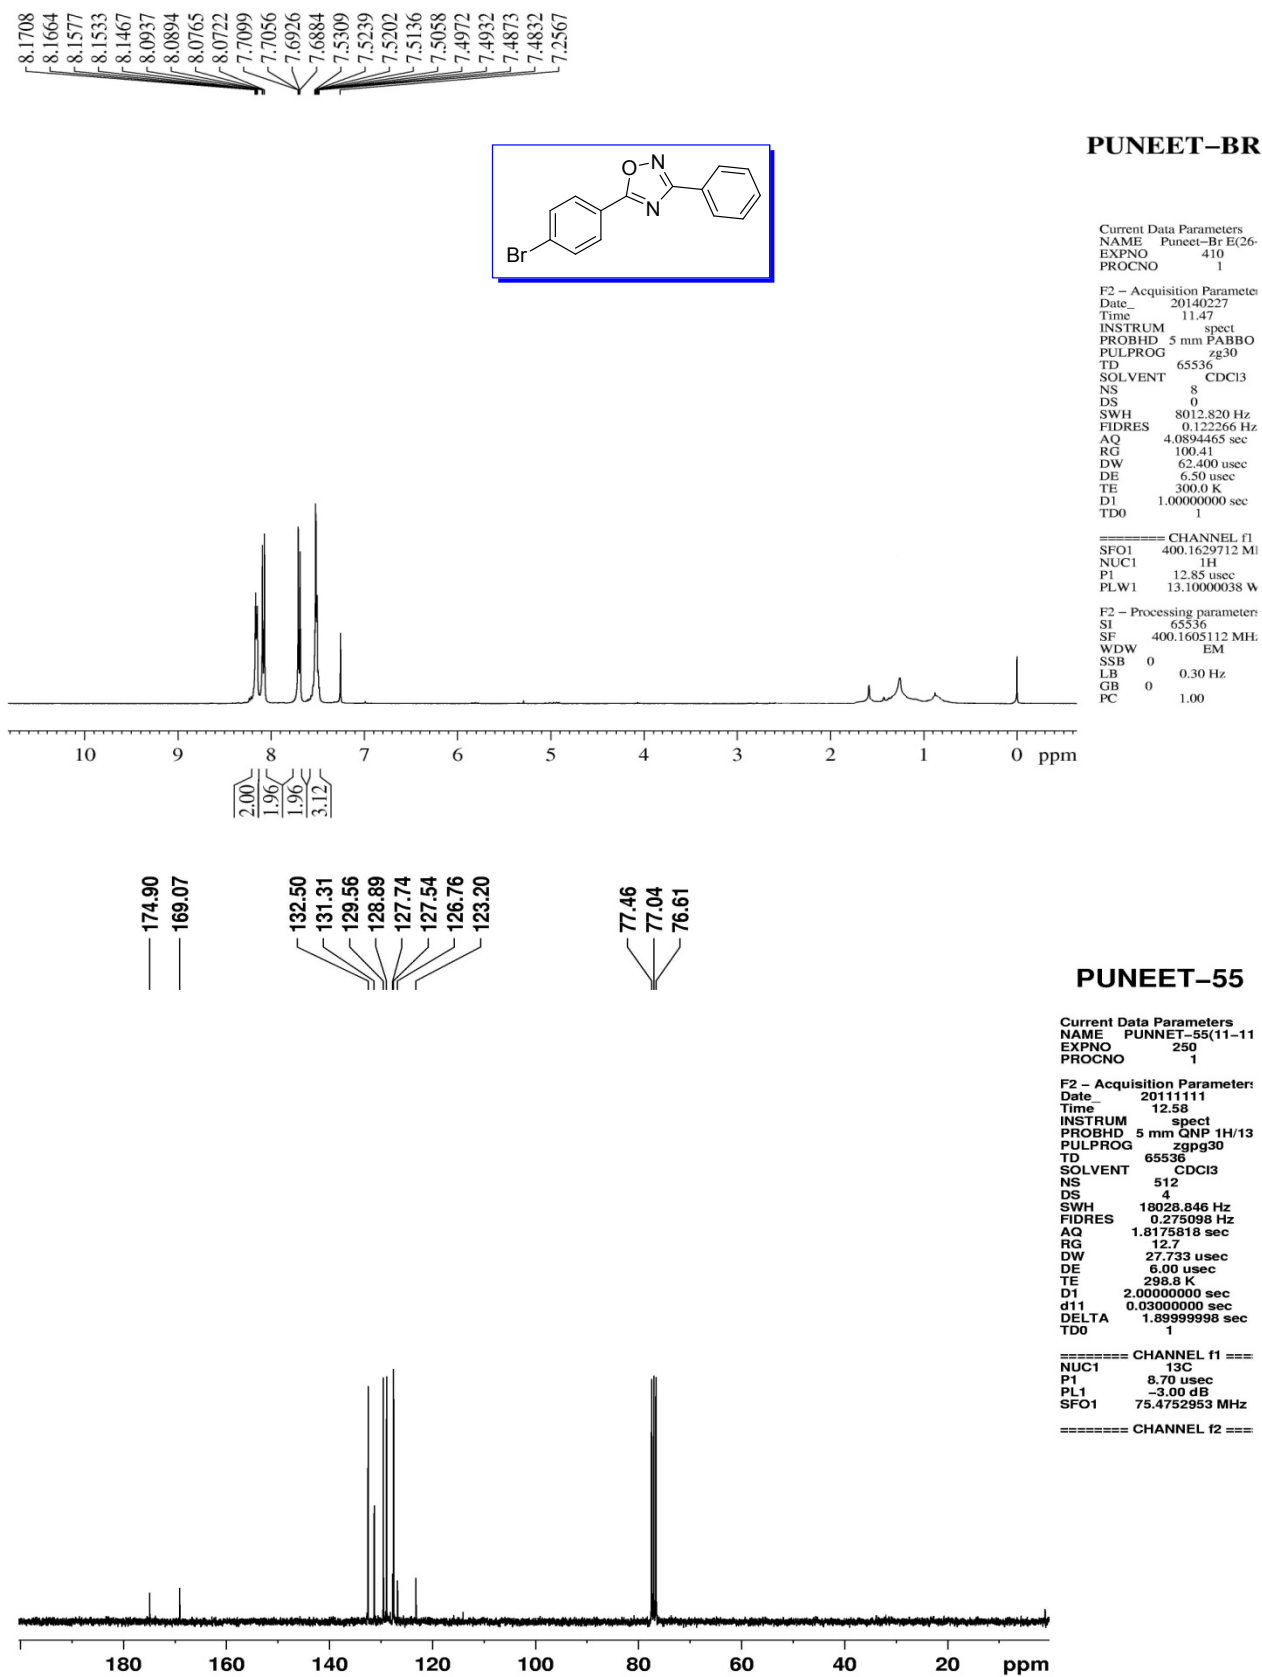 8.1708
8.1664
8.1577
8.1533
8.1467
8.0937
8.0894
8.0765
8.0722
7.7099
7.7056
7.6926
7.6884
7.5309
7.5239
7.5202
7.5136
7.5058
7.4972
7.4932
7.4873
7.4832
7.2567
PUNEET–BR
O N
N
Br
Current Data Parameters
NAME Puneet–Br E(26-
EXPNO 410
PROCNO 1
F2 – Acquisition Parameter
Date_ 20140227
Time 11.47
INSTRUM spect
PROBHD 5 mm PABBO
PULPROG zg30
TD 65536
SOLVENT CDCl3
NS 8
DS 0
SWH 8012.820 Hz
FIDRES 0.122266 Hz
AQ 4.0894465 sec
RG 100.41
DW 62.400 usec
DE 6.50 usec
TE 300.0 K
D1 1.00000000 sec
TD0 1
======== CHANNEL f1
SFO1 400.1629712 M
NUC1 1H
P1 12.85 usec
PLW1 13.10000038 W
F2 – Processing parameters
SI 65536
SF 400.1605112 MH
WDW EM
SSB 0
LB 0.30 Hz
GB 0
PC 1.00
10 9 8 7 6 5 4 3 2 1 0 ppm
2.00
1.96
1.96
3.12
174.90
169.07
132.50
131.31
129.56
128.89
127.74
127.54
126.76
123.20
77.46
77.04
76.61
PUNEET–55
Current Data Parameters
NAME PUNNET–55(11–11
EXPNO 250
PROCNO 1
F2 – Acquisition Parameters
Date_ 20111111
Time 12.58
INSTRUM spect
PROBHD 5 mm QNP 1H/13
PULPROG zgpg30
TD 65536
SOLVENT CDCl3
NS 512
DS 4
SWH 18028.846 Hz
FIDRES 0.275098 Hz
AQ 1.8175818 sec
RG 12.7
DW 27.733 usec
DE 6.00 usec
TE 298.8 K
D1 2.00000000 sec
d11 0.03000000 sec
DELTA 1.89999998 sec
TD0 1
======== CHANNEL f1 ===
NUC1 13C
P1 8.70 usec
PL1 –3.00 dB
SFO1 75.4752953 MHz
======== CHANNEL f2 ===
180 160 140 120 100 80 60 40 20 ppm